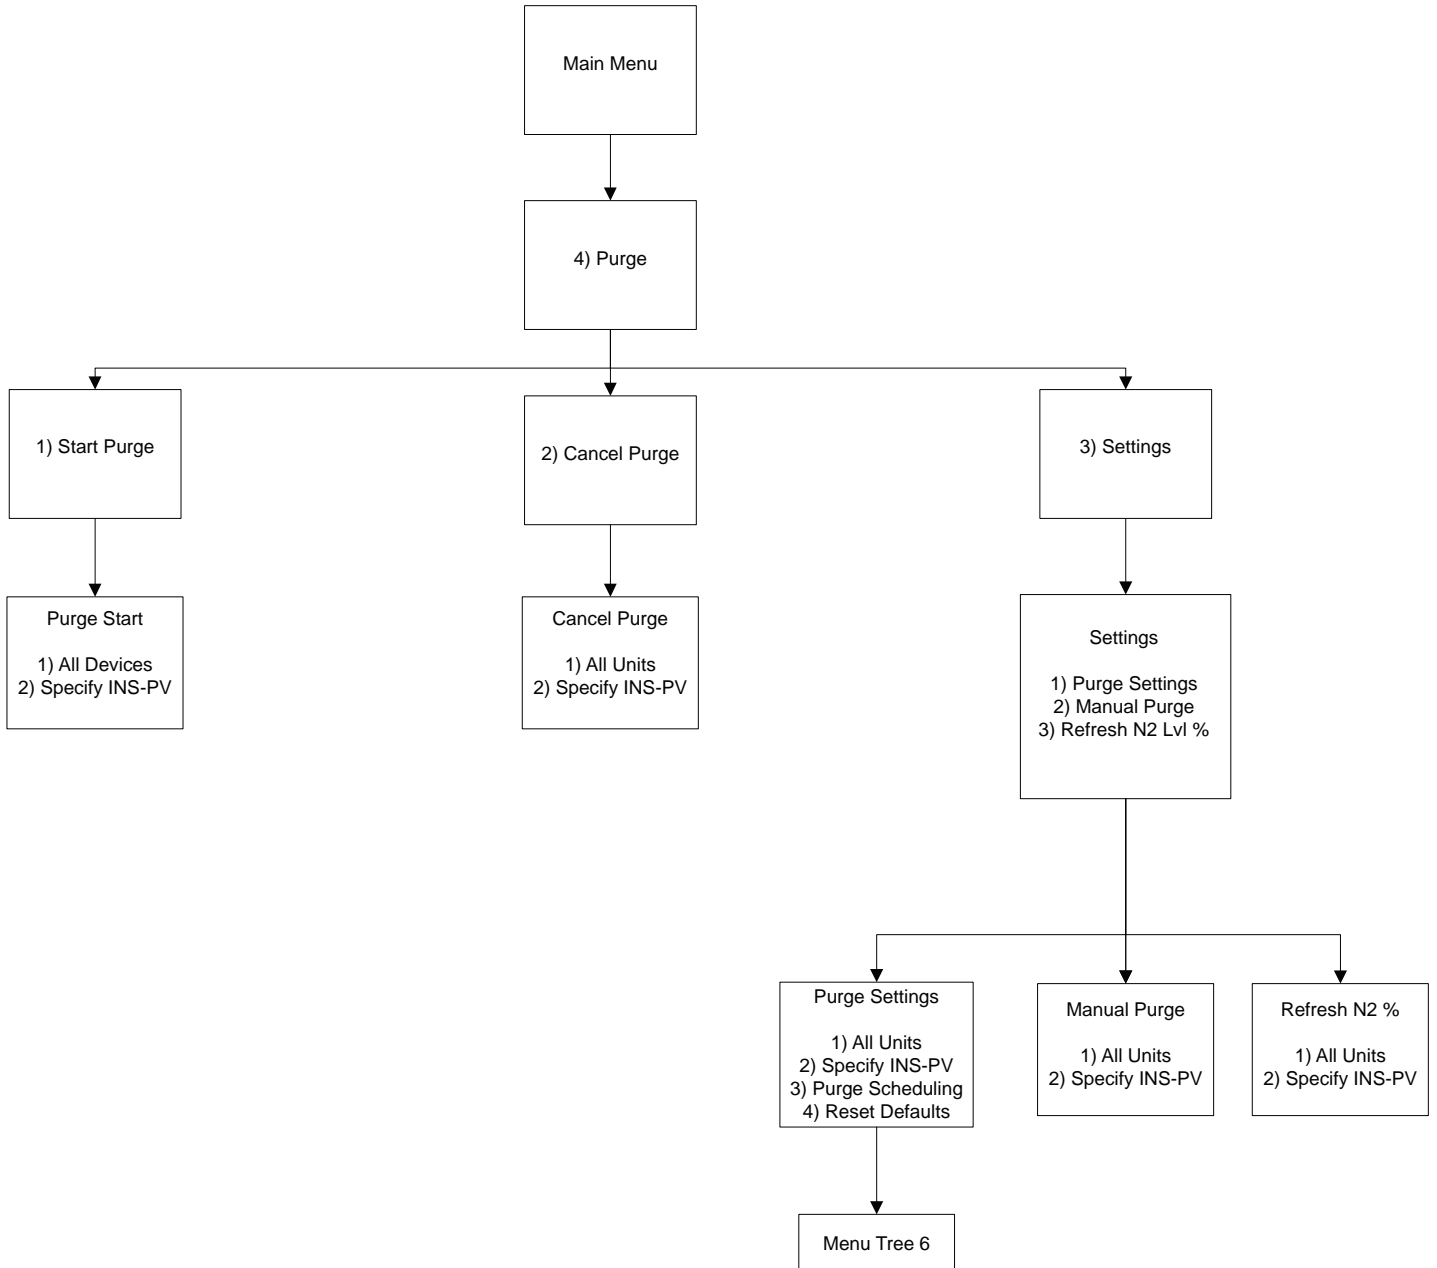 Main Menu
4) Purge
1) Start Purge
2) Cancel Purge
3) Settings
Purge Start
1) All Devices
2) Specify INS-PV
Cancel Purge
1) All Units
2) Specify INS-PV
Settings
1) Purge Settings
2) Manual Purge
3) Refresh N2 Lvl %
Purge Settings
1) All Units
2) Specify INS-PV
3) Purge Scheduling
4) Reset Defaults
Manual Purge
1) All Units
2) Specify INS-PV
Refresh N2 %
1) All Units
2) Specify INS-PV
Menu Tree 6